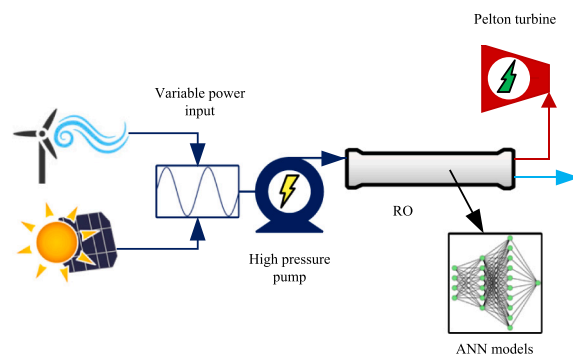 Pelton turbine
Variable power
input
RO
High pressure
pump
ANN models